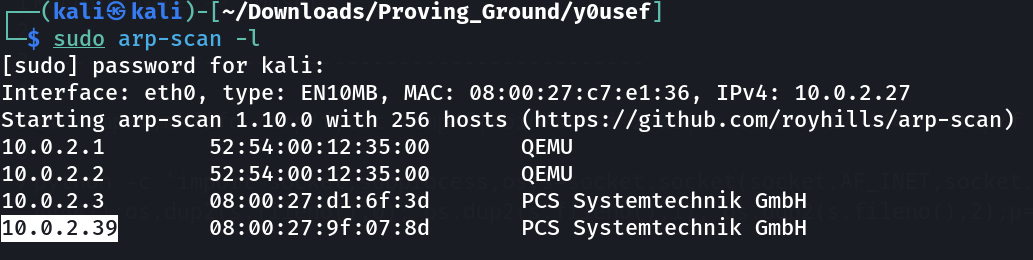 ┌──(kali㉿kali)-[~/Downloads/Proving_Ground/y0usef]
└─$ sudo arp-scan -l
[sudo] password for kali:
Interface: eth0, type: EN10MB, MAC: 08:00:27:c7:e1:36, IPv4: 10.0.2.27
Starting arp-scan 1.10.0 with 256 hosts (https://github.com/royhills/arp-scan)
10.0.2.1 52:54:00:12:35:00 QEMU
10.0.2.2 52:54:00:12:35:00 QEMU
10.0.2.3 08:00:27:d1:6f:3d PCS Systemtechnik GmbH
10.0.2.39 08:00:27:9f:07:8d PCS Systemtechnik GmbH